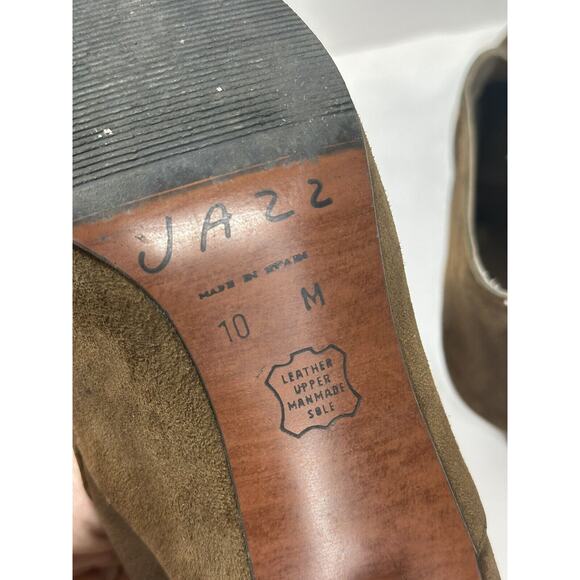 JAZZ
MADE IN SPAIN
10 M
LEATHER
UPPER
MANMADE
SOLE